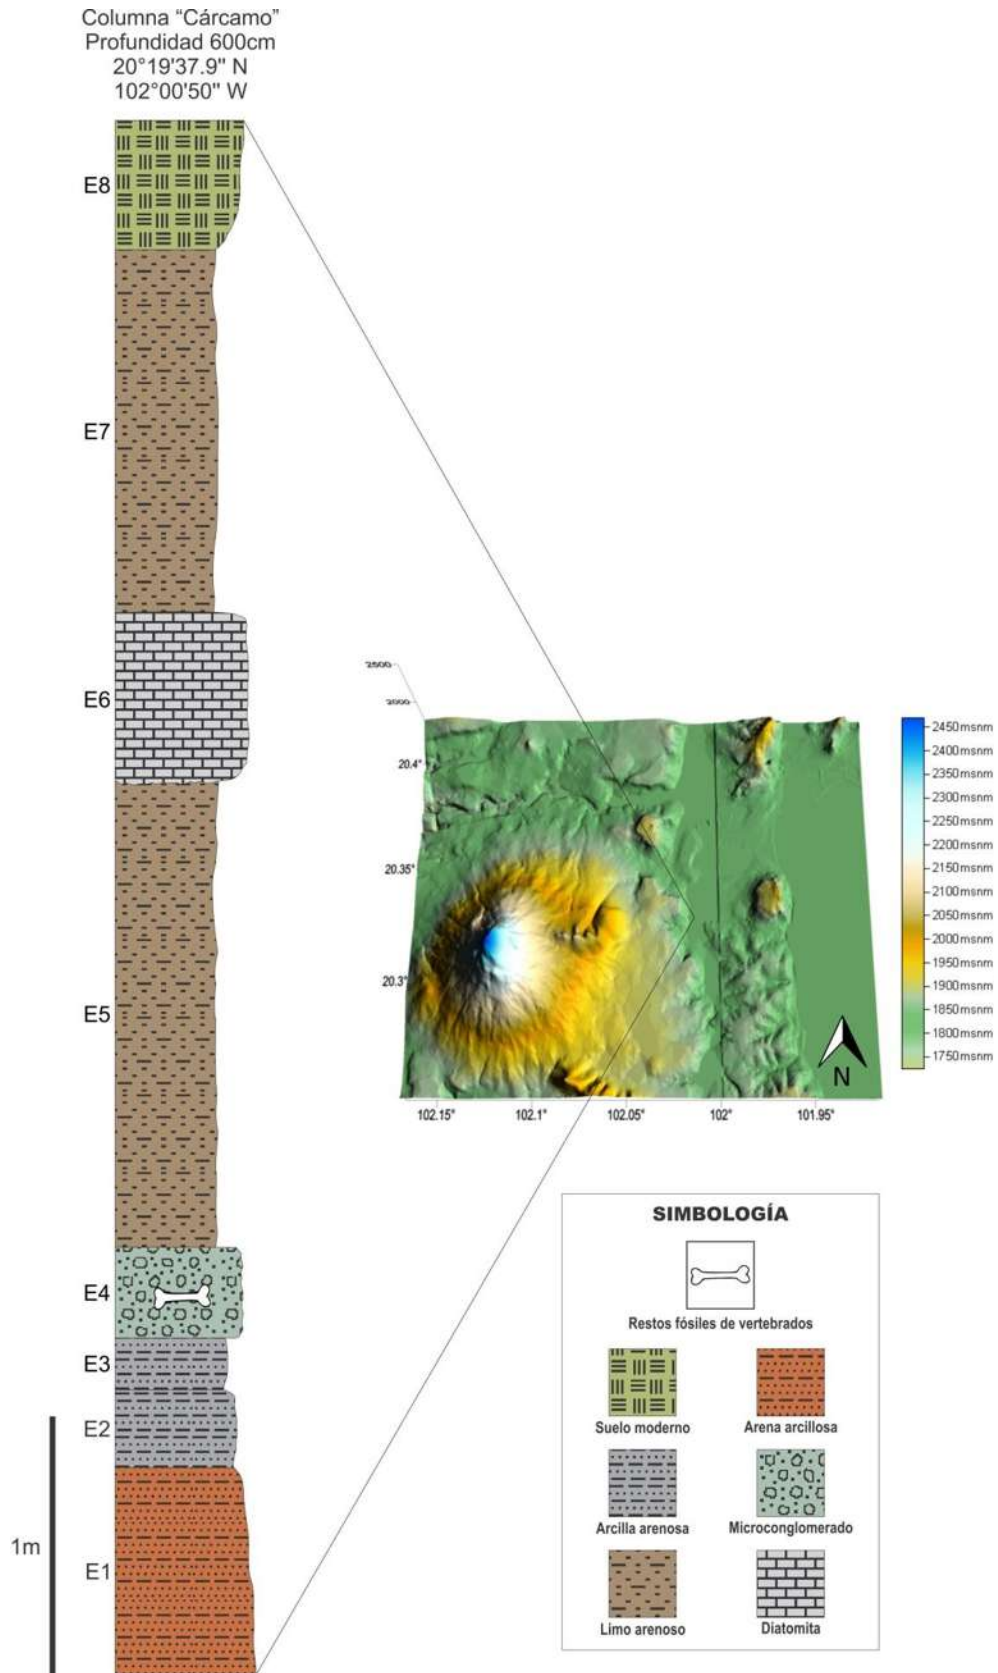 Columna “Cárcamo”
Profundidad 600cm
20°19'37.9" N
102°00'50" W
E8
E7
E6
E5
E4
E3
E2
E1
1m
2000
20.4°
20.35°
20.3°
102.15°
102.1°
102.05°
102°
101.95°
N
2450msnm
2400msnm
2350msnm
2300msnm
2250msnm
2200msnm
2150msnm
2100msnm
2050msnm
2000msnm
1950msnm
1900msnm
1850msnm
1800msnm
1750msnm
SIMBOLOGÍA
Restos fósiles de vertebrados
Suelo moderno
Arena arcillosa
Arcilla arenosa
Microconglomerado
Limo arenoso
Diatomita